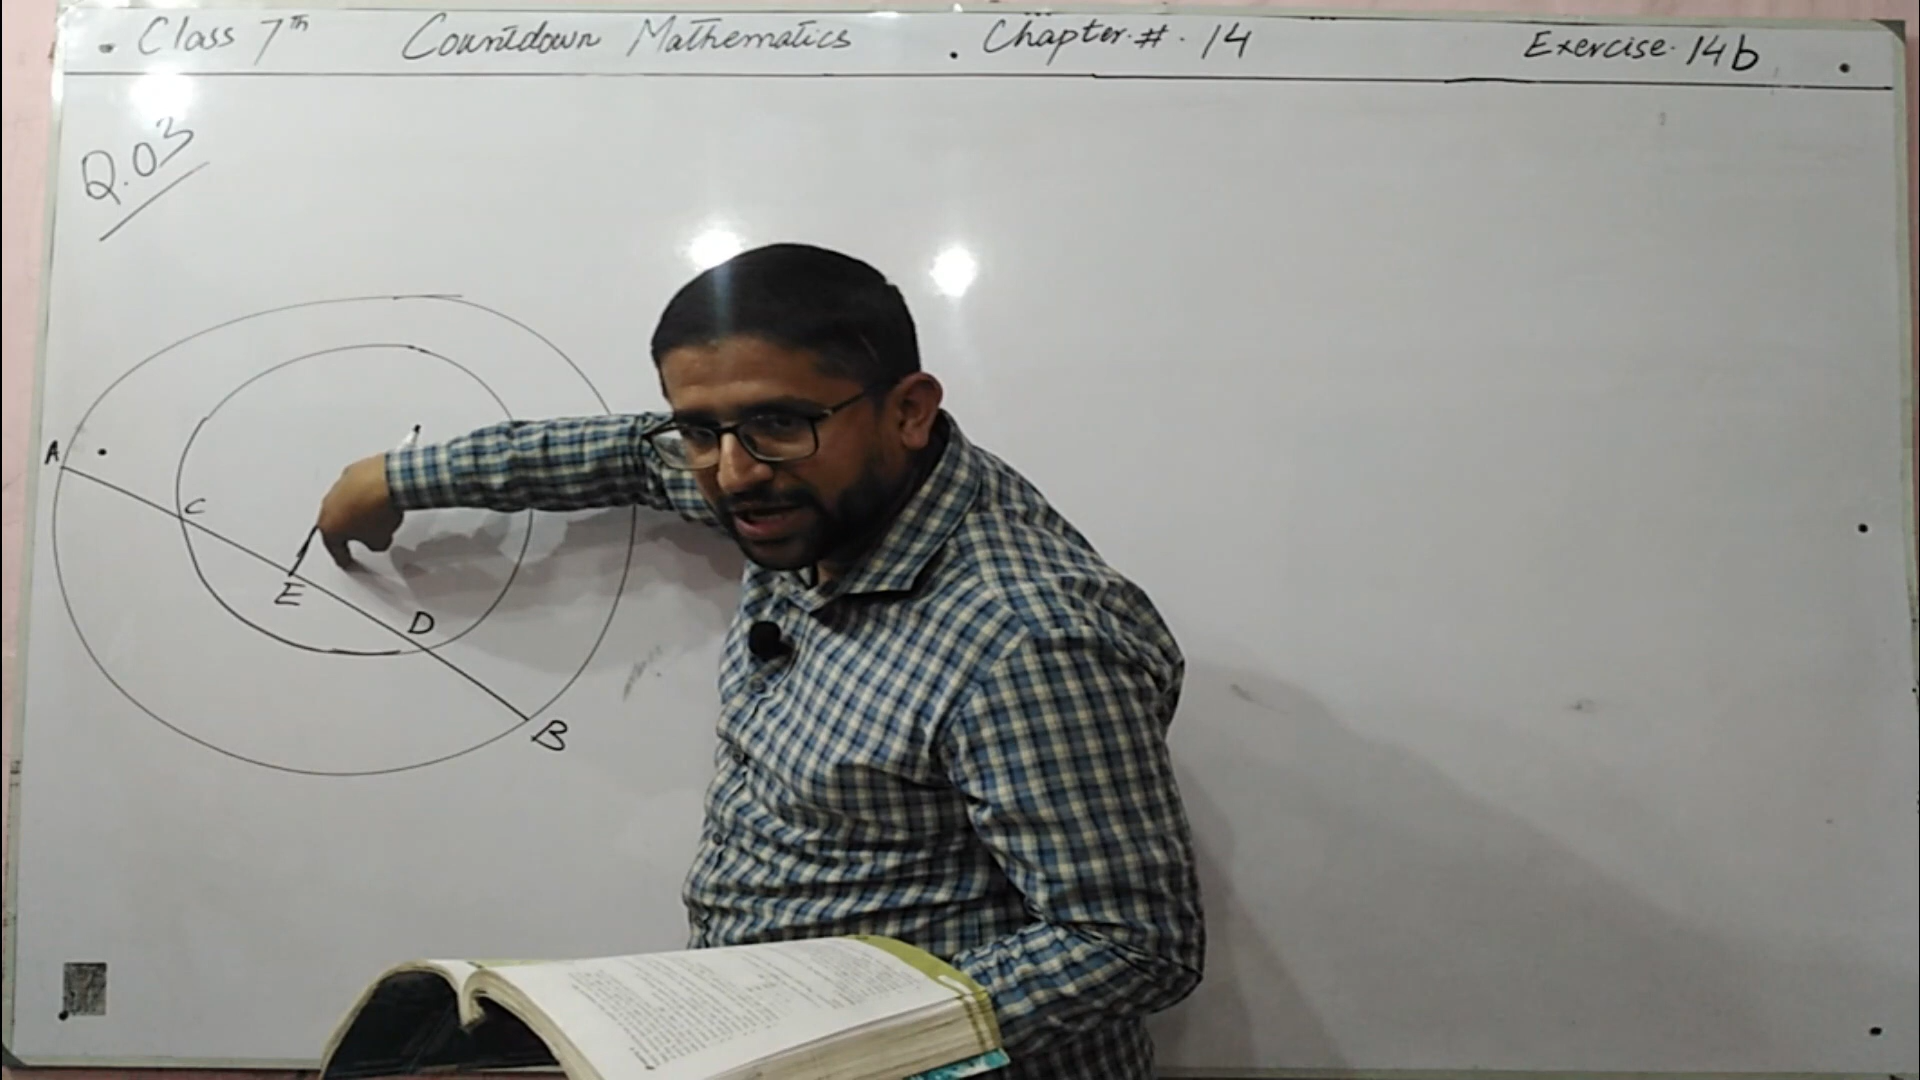 . Class 7th Countdown Mathematics . Chapter.#. 14 Exercise. 14b .
Q.03
A
C
E
D
B